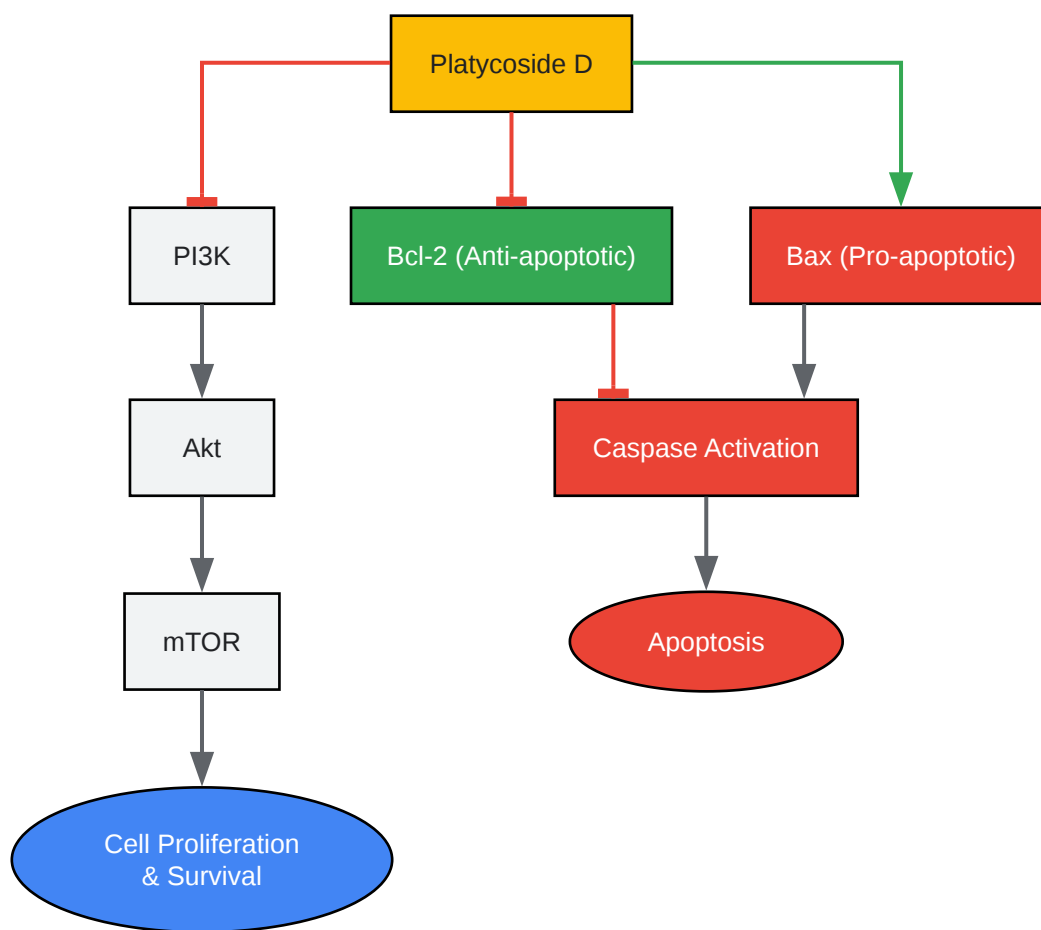 Platycoside D
PI3K
Bcl-2 (Anti-apoptotic)
Bax (Pro-apoptotic)
Akt
Caspase Activation
mTOR
Apoptosis
Cell Proliferation
& Survival